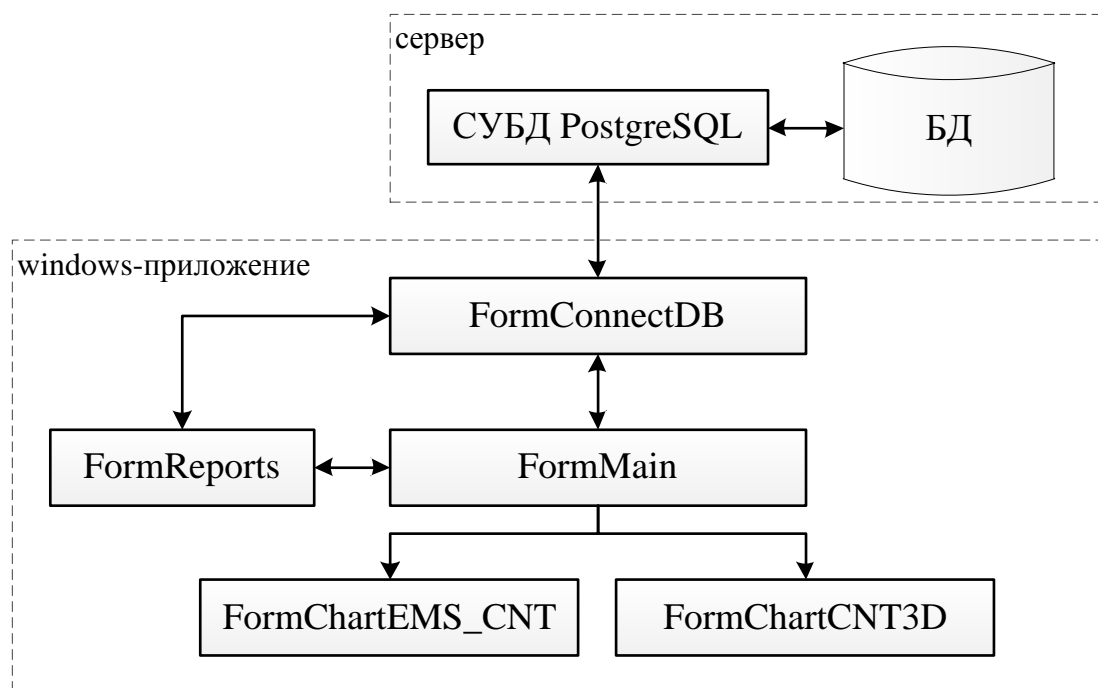 сервер
СУБД PostgreSQL
БД
windows-приложение
FormConnectDB
FormReports
FormMain
FormChartEMS_CNT
FormChartCNT3D